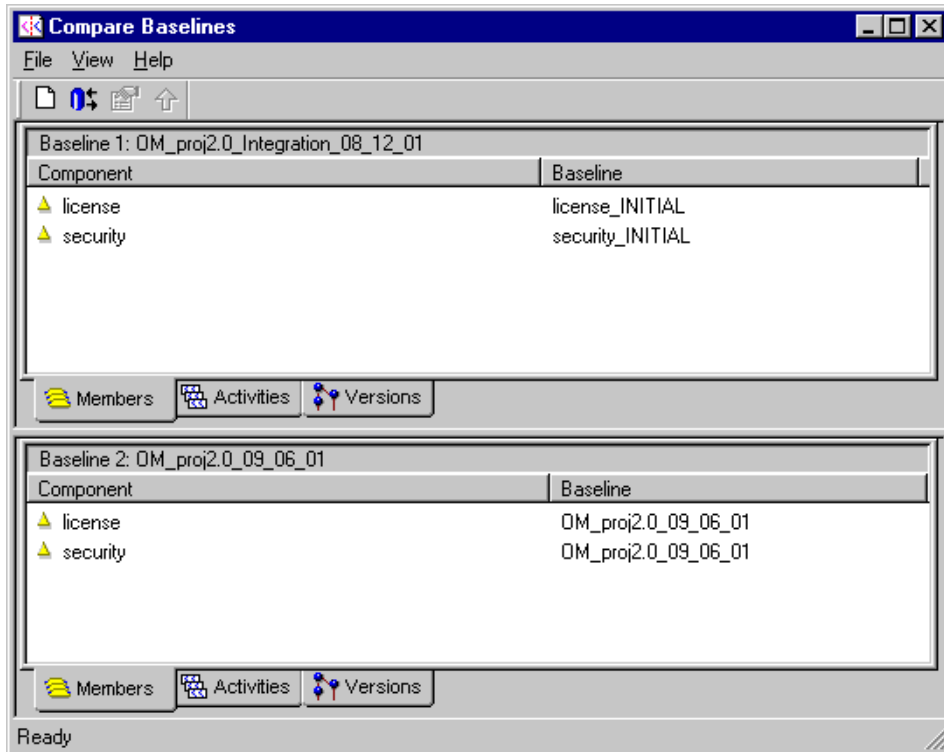 Compare Baselines
File View Help
Baseline 1: OM_proj2.0_Integration_08_12_01
Component Baseline
license license_INITIAL
security security_INITIAL
Members Activities Versions
Baseline 2: OM_proj2.0_09_06_01
Component Baseline
license OM_proj2.0_09_06_01
security OM_proj2.0_09_06_01
Members Activities Versions
Ready